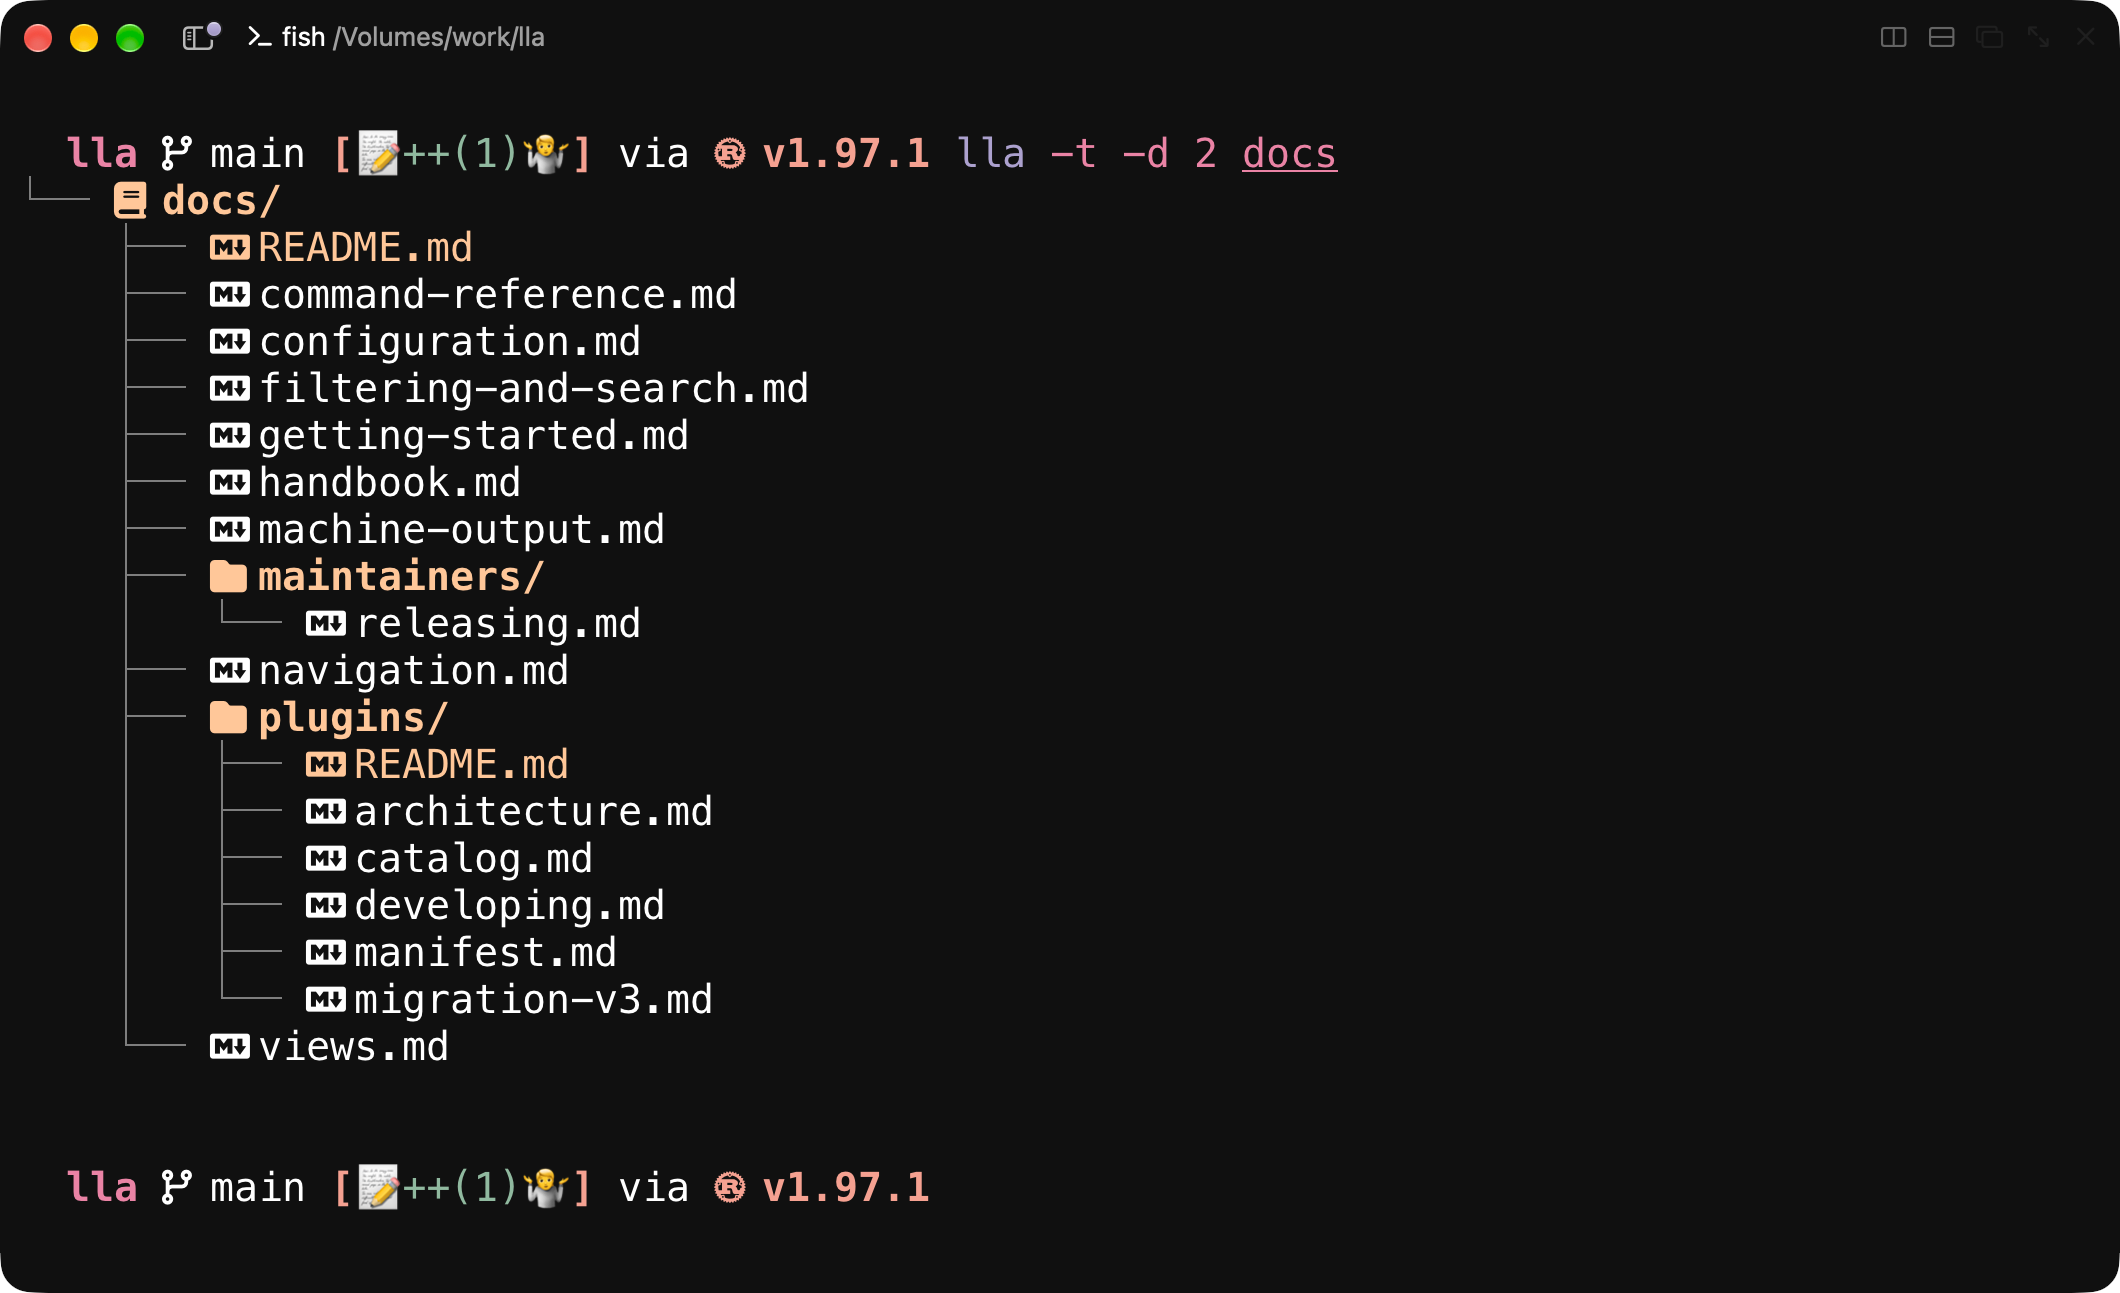 fish /Volumes/work/lla
lla main [📝++(1)🤷‍♂️] via v1.97.1 lla -t -d 2 docs
└── docs/
├── README.md
├── command-reference.md
├── configuration.md
├── filtering-and-search.md
├── getting-started.md
├── handbook.md
├── machine-output.md
├── maintainers/
└── releasing.md
├── navigation.md
├── plugins/
├── README.md
├── architecture.md
├── catalog.md
├── developing.md
├── manifest.md
└── migration-v3.md
└── views.md
lla main [📝++(1)🤷‍♂️] via v1.97.1